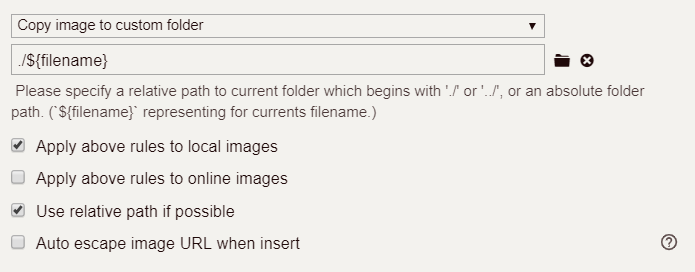 Copy image to custom folder
./${filename}
Please specify a relative path to current folder which begins with './' or '../', or an absolute folder
path. (`${filename}` representing for currents filename.)
Apply above rules to local images
Apply above rules to online images
Use relative path if possible
Auto escape image URL when insert